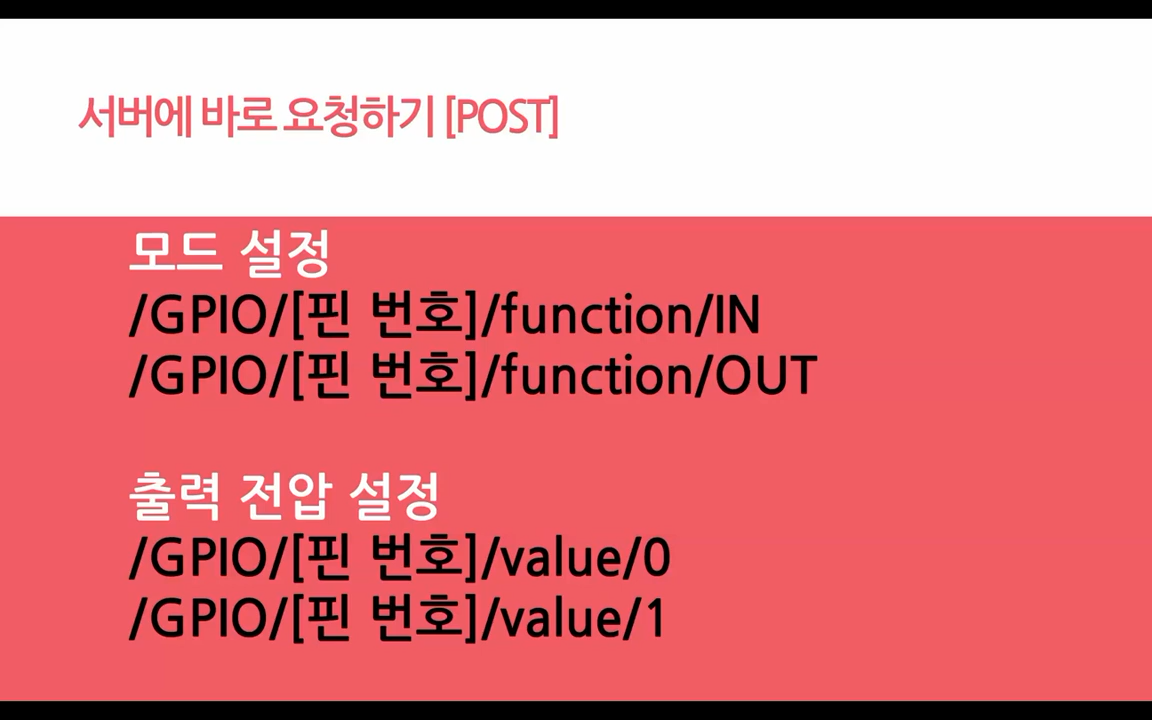 서버에 바로 요청하기 [POST]
모드 설정
/GPIO/[핀 번호]/function/IN
/GPIO/[핀 번호]/function/OUT
출력 전압 설정
/GPIO/[핀 번호]/value/0
/GPIO/[핀 번호]/value/1